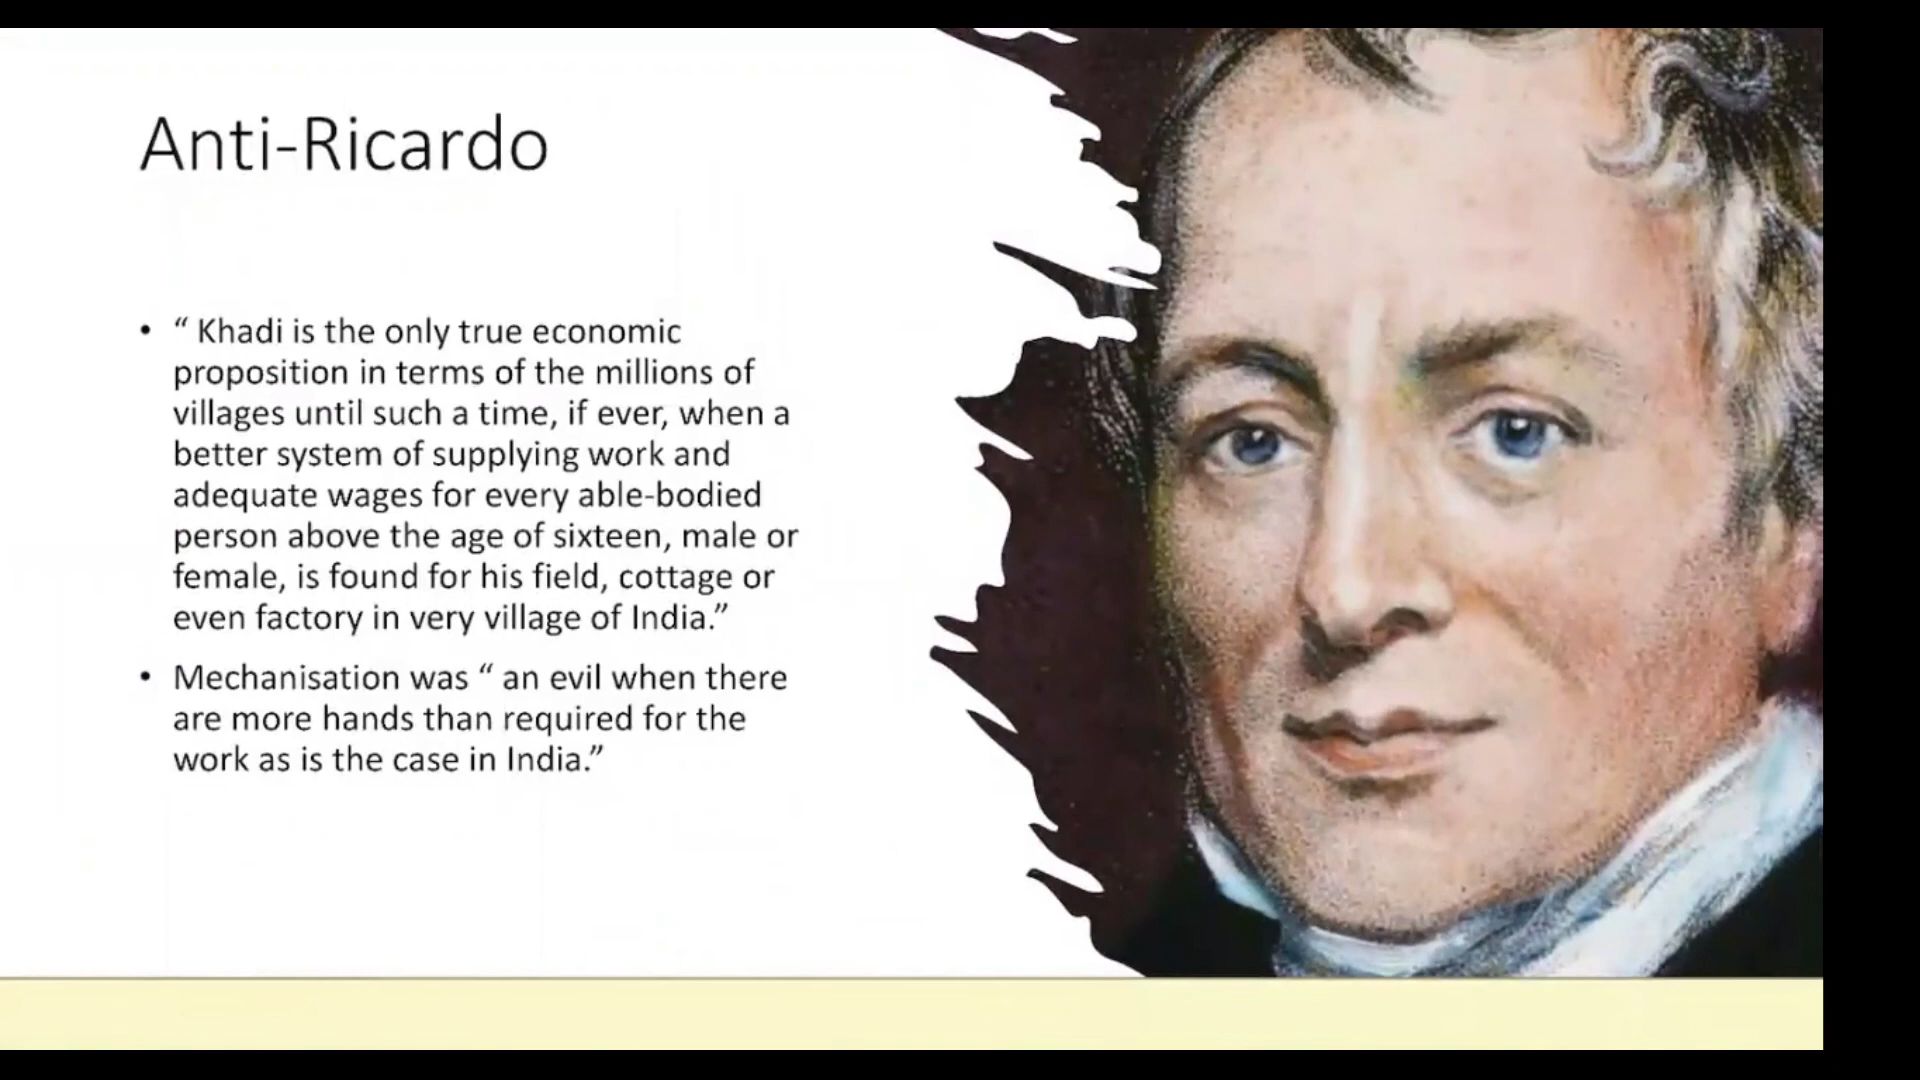 Anti-Ricardo
• “ Khadi is the only true economic
proposition in terms of the millions of
villages until such a time, if ever, when a
better system of supplying work and
adequate wages for every able-bodied
person above the age of sixteen, male or
female, is found for his field, cottage or
even factory in very village of India.”
• Mechanisation was “ an evil when there
are more hands than required for the
work as is the case in India.”